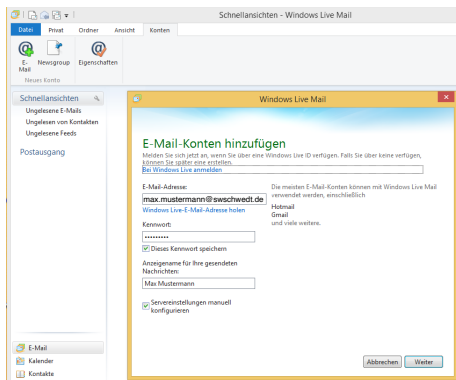 Schnellansichten - Windows Live Mail
Datei Privat Ordner Ansicht Konten
E-Mail Newsgroup Eigenschaften
Neues Konto
Schnellansichten
Ungelesene E-Mails
Ungelesen von Kontakten
Ungelesene Feeds
Postausgang
E-Mail
Kalender
Kontakte
Windows Live Mail
E-Mail-Konten hinzufügen
Melden Sie sich jetzt an, wenn Sie über eine Windows Live ID verfügen. Falls Sie über keine verfügen,
können Sie später eine erstellen.
Bei Windows Live anmelden
E-Mail-Adresse:
max.mustermann@swschwedt.de
Windows Live-E-Mail-Adresse holen
Kennwort:
•••••••••
Dieses Kennwort speichern
Anzeigename für Ihre gesendeten
Nachrichten:
Max Mustermann
Servereinstellungen manuell
konfigurieren
Die meisten E-Mail-Konten können mit Windows Live Mail
verwendet werden, einschließlich
Hotmail
Gmail
und viele weitere.
Abbrechen Weiter